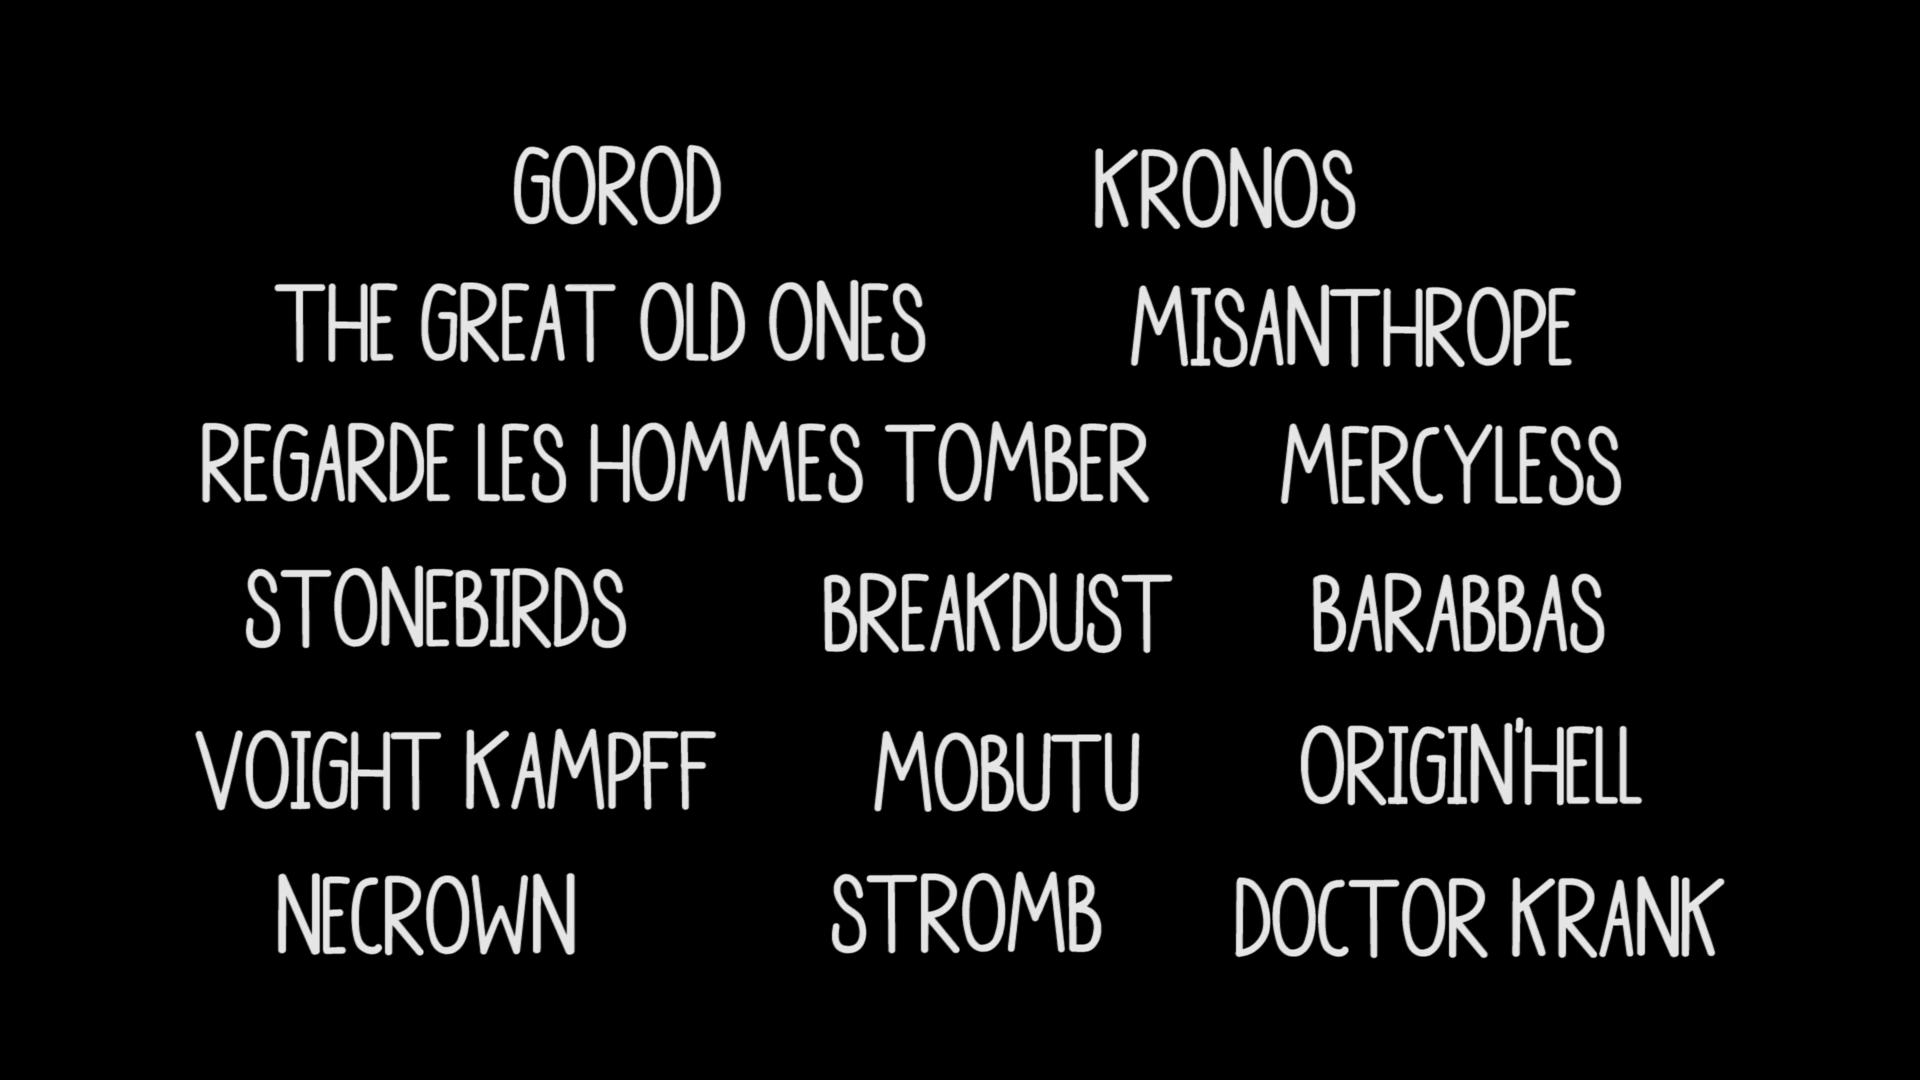 GOROD KRONOS
THE GREAT OLD ONES MISANTHROPE
REGARDE LES HOMMES TOMBER MERCYLESS
STONEBIRDS BREAKDUST BARABBAS
VOIGHT KAMPFF MOBUTU ORIGIN'HELL
NECROWN STROMB DOCTOR KRANK